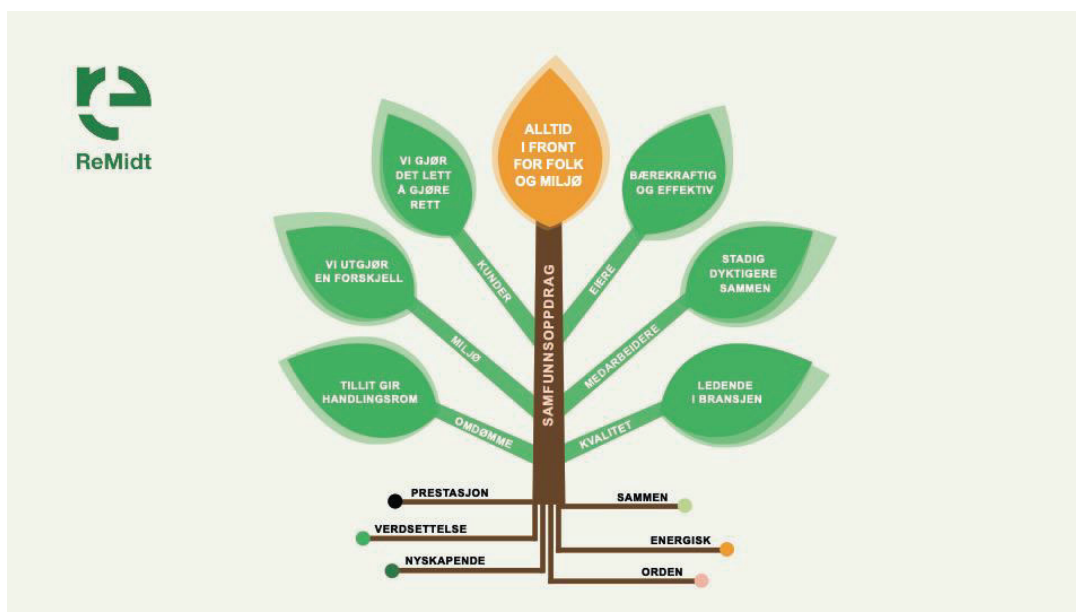 re
ReMidt
ALLTID
I FRONT
FOR FOLK
OG MILJØ
VI GJØR
DET LETT
Å GJØRE
RETT
BÆREKRAFTIG
OG EFFEKTIV
VI UTGJØR
EN FORSKJELL
STADIG
DYKTIGERE
SAMMEN
TILLIT GIR
HANDLINGSROM
LEDENDE
I BRANSJEN
KUNDER
EIERE
MILJØ
MEDARBEIDERE
OMDØMME
KVALITET
SAMFUNNSOPPDRAG
PRESTASJON
SAMMEN
VERDSETTELSE
ENERGISK
NYSKAPENDE
ORDEN